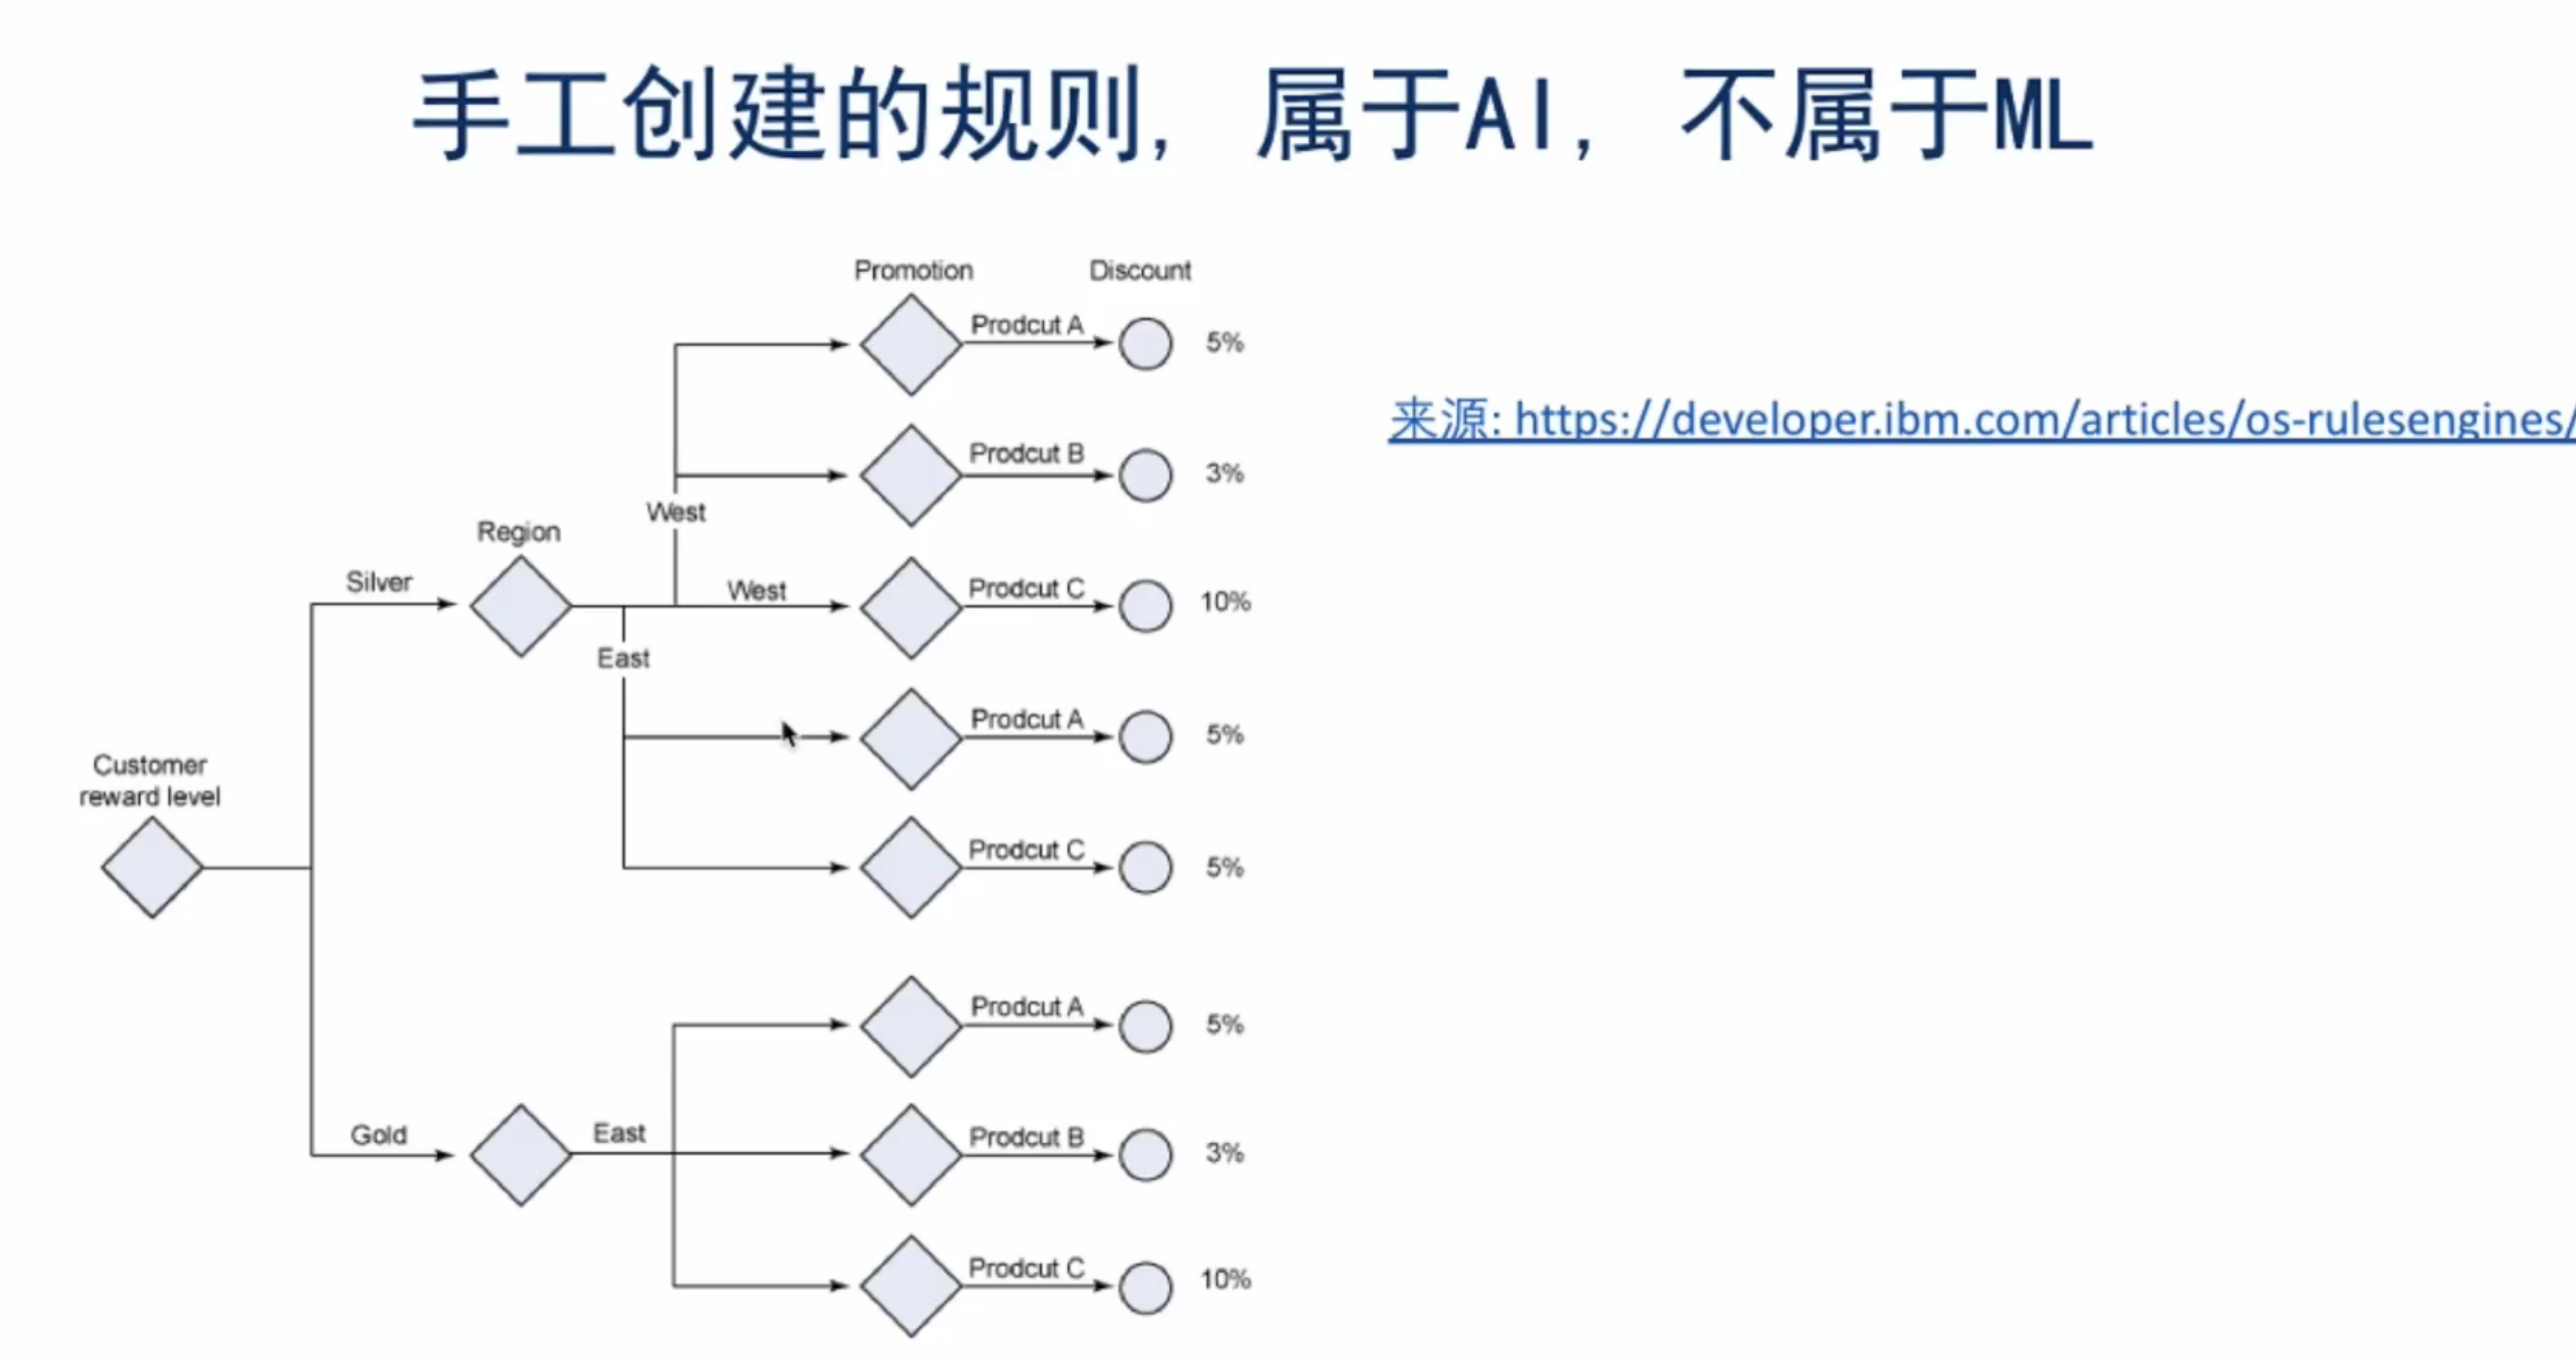 手工创建的规则, 属于AI, 不属于ML
Promotion Discount
Prodcut A 5%
来源: https://developer.ibm.com/articles/os-rulesengines/
Prodcut B 3%
West
Region
Silver West Prodcut C 10%
East
Prodcut A 5%
Customer
reward level
Prodcut C 5%
Prodcut A 5%
Gold East Prodcut B 3%
Prodcut C 10%